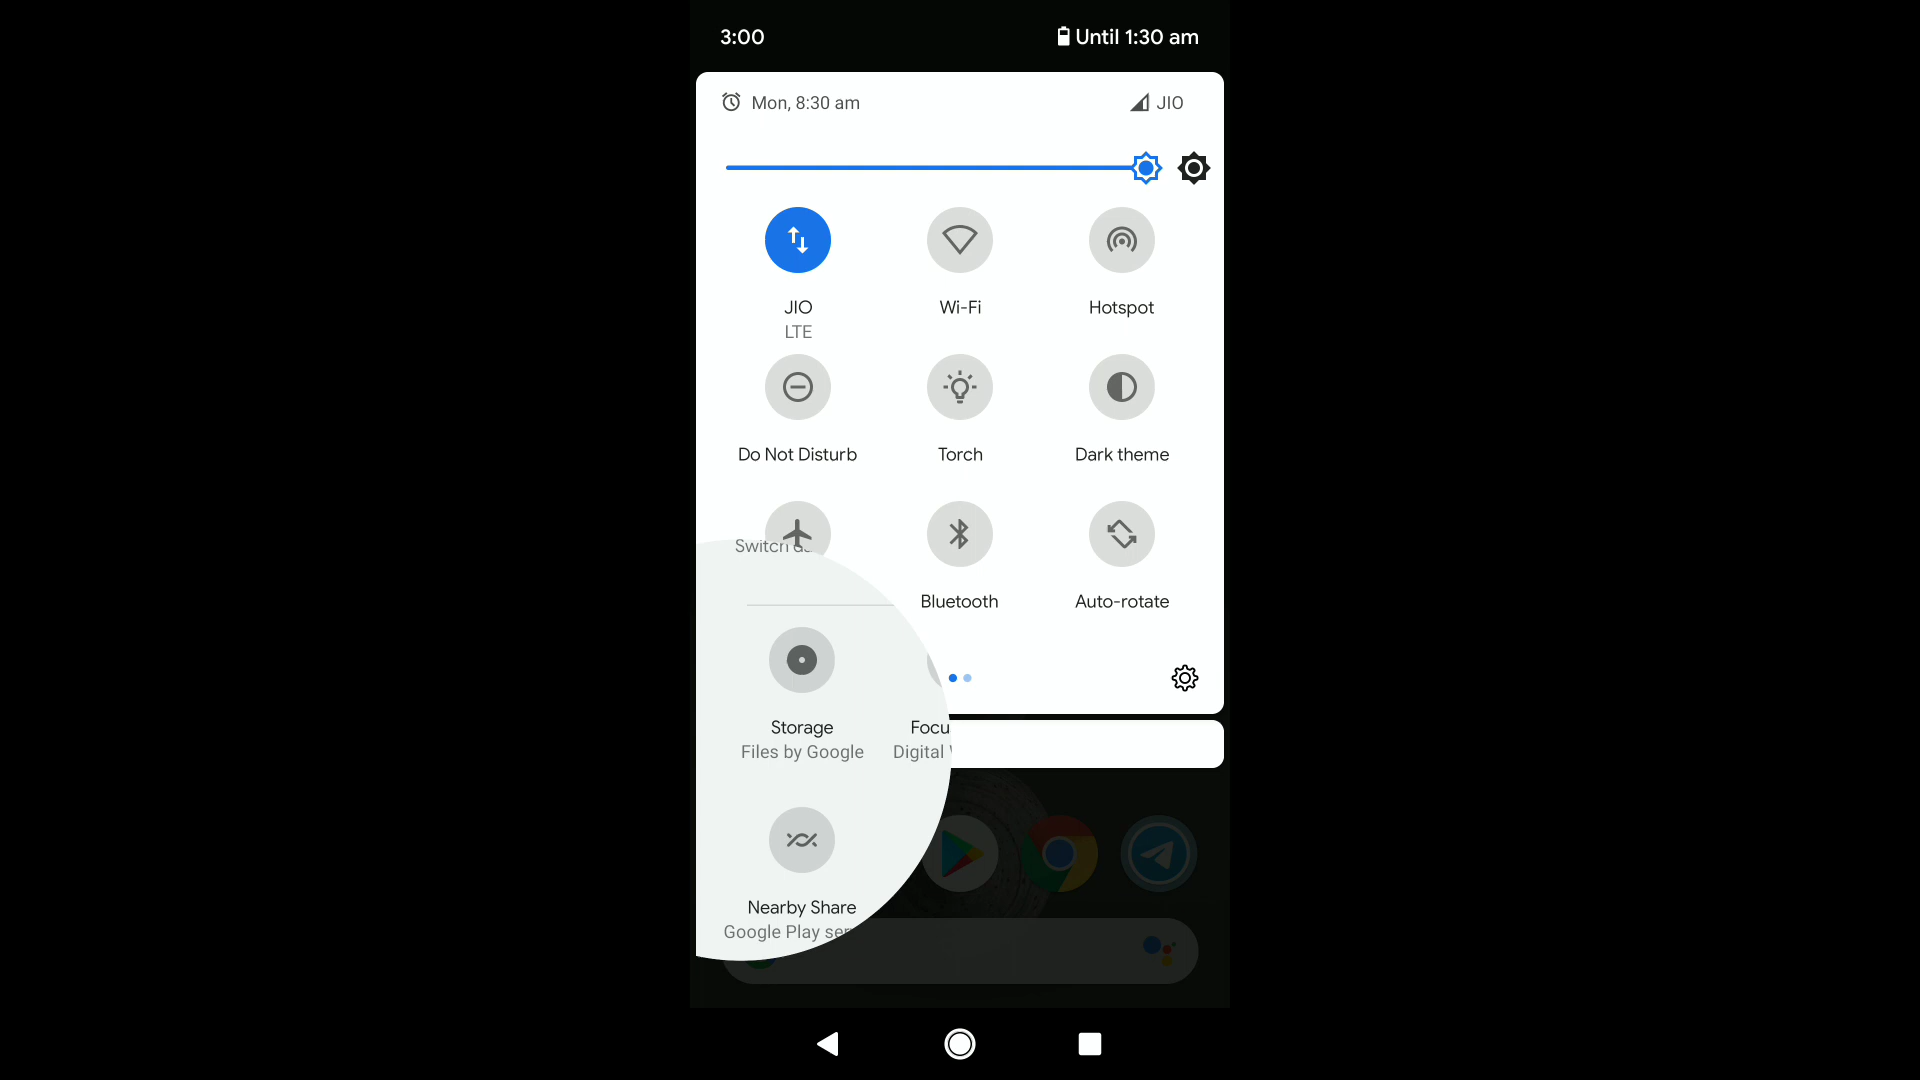 3:00 Until 1:30 am
Mon, 8:30 am JIO
JIO Wi-Fi Hotspot
LTE
Do Not Disturb Torch Dark theme
Switch
Bluetooth Auto-rotate
Storage Focu
Files by Google Digital
Nearby Share
Google Play ser